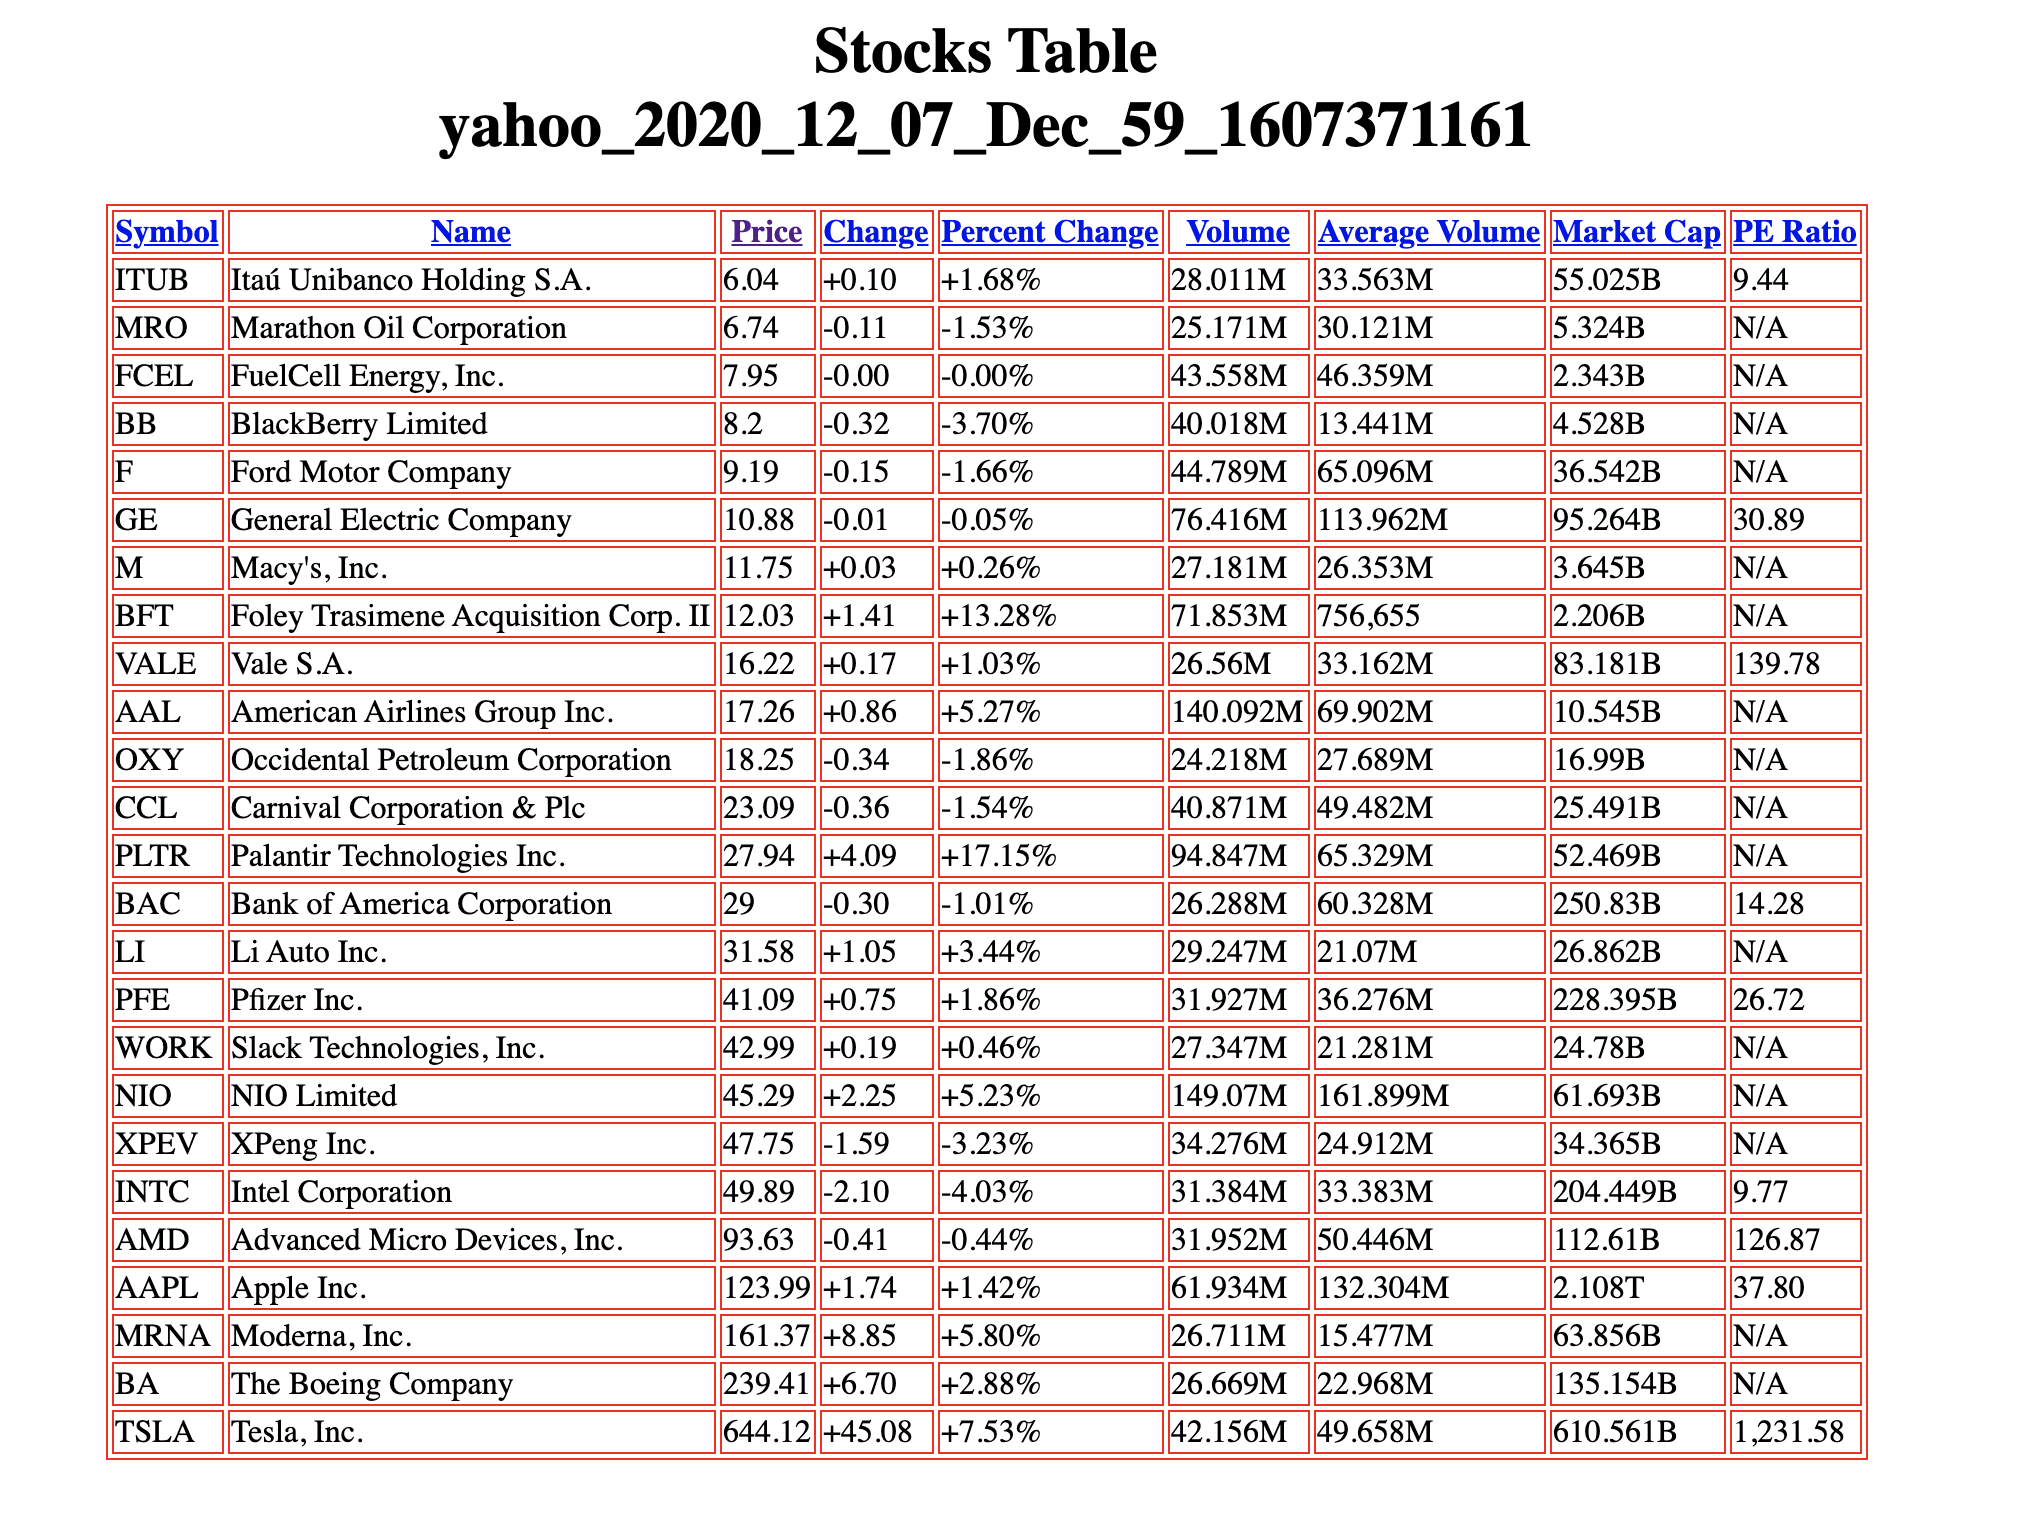 Stocks Table
yahoo_2020_12_07_Dec_59_1607371161
Symbol Name Price Change Percent Change Volume Average Volume Market Cap PE Ratio
ITUB Itaú Unibanco Holding S.A. 6.04 +0.10 +1.68% 28.011M 33.563M 55.025B 9.44
MRO Marathon Oil Corporation 6.74 -0.11 -1.53% 25.171M 30.121M 5.324B N/A
FCEL FuelCell Energy, Inc. 7.95 -0.00 -0.00% 43.558M 46.359M 2.343B N/A
BB BlackBerry Limited 8.2 -0.32 -3.70% 40.018M 13.441M 4.528B N/A
F Ford Motor Company 9.19 -0.15 -1.66% 44.789M 65.096M 36.542B N/A
GE General Electric Company 10.88 -0.01 -0.05% 76.416M 113.962M 95.264B 30.89
M Macy's, Inc. 11.75 +0.03 +0.26% 27.181M 26.353M 3.645B N/A
BFT Foley Trasimene Acquisition Corp. II 12.03 +1.41 +13.28% 71.853M 756,655 2.206B N/A
VALE Vale S.A. 16.22 +0.17 +1.03% 26.56M 33.162M 83.181B 139.78
AAL American Airlines Group Inc. 17.26 +0.86 +5.27% 140.092M 69.902M 10.545B N/A
OXY Occidental Petroleum Corporation 18.25 -0.34 -1.86% 24.218M 27.689M 16.99B N/A
CCL Carnival Corporation & Plc 23.09 -0.36 -1.54% 40.871M 49.482M 25.491B N/A
PLTR Palantir Technologies Inc. 27.94 +4.09 +17.15% 94.847M 65.329M 52.469B N/A
BAC Bank of America Corporation 29 -0.30 -1.01% 26.288M 60.328M 250.83B 14.28
LI Li Auto Inc. 31.58 +1.05 +3.44% 29.247M 21.07M 26.862B N/A
PFE Pfizer Inc. 41.09 +0.75 +1.86% 31.927M 36.276M 228.395B 26.72
WORK Slack Technologies, Inc. 42.99 +0.19 +0.46% 27.347M 21.281M 24.78B N/A
NIO NIO Limited 45.29 +2.25 +5.23% 149.07M 161.899M 61.693B N/A
XPEV XPeng Inc. 47.75 -1.59 -3.23% 34.276M 24.912M 34.365B N/A
INTC Intel Corporation 49.89 -2.10 -4.03% 31.384M 33.383M 204.449B 9.77
AMD Advanced Micro Devices, Inc. 93.63 -0.41 -0.44% 31.952M 50.446M 112.61B 126.87
AAPL Apple Inc. 123.99 +1.74 +1.42% 61.934M 132.304M 2.108T 37.80
MRNA Moderna, Inc. 161.37 +8.85 +5.80% 26.711M 15.477M 63.856B N/A
BA The Boeing Company 239.41 +6.70 +2.88% 26.669M 22.968M 135.154B N/A
TSLA Tesla, Inc. 644.12 +45.08 +7.53% 42.156M 49.658M 610.561B 1,231.58